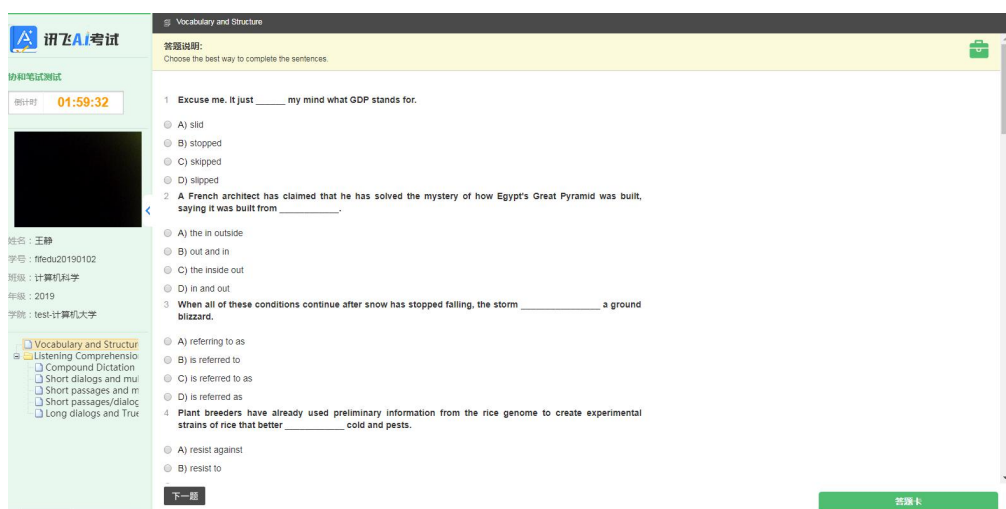 讯飞A.I.考试
协和笔试测试
倒计时 01:59:32
姓名：王静
学号：fifedu20190102
班级：计算机科学
年级：2019
学院：test-计算机大学
Vocabulary and Structur
Listening Comprehensio
Compound Dictation
Short dialogs and mul
Short passages and m
Short passages/dialog
Long dialogs and True
Vocabulary and Structure
答题说明:
Choose the best way to complete the sentences.
1 Excuse me. It just ______ my mind what GDP stands for.
A) slid
B) stopped
C) skipped
D) slipped
2 A French architect has claimed that he has solved the mystery of how Egypt's Great Pyramid was built,
saying it was built from ____________.
A) the in outside
B) out and in
C) the inside out
D) in and out
3 When all of these conditions continue after snow has stopped falling, the storm ________________ a ground
blizzard.
A) referring to as
B) is referred to
C) is referred to as
D) is referred as
4 Plant breeders have already used preliminary information from the rice genome to create experimental
strains of rice that better ____________ cold and pests.
A) resist against
B) resist to
下一题
答题卡